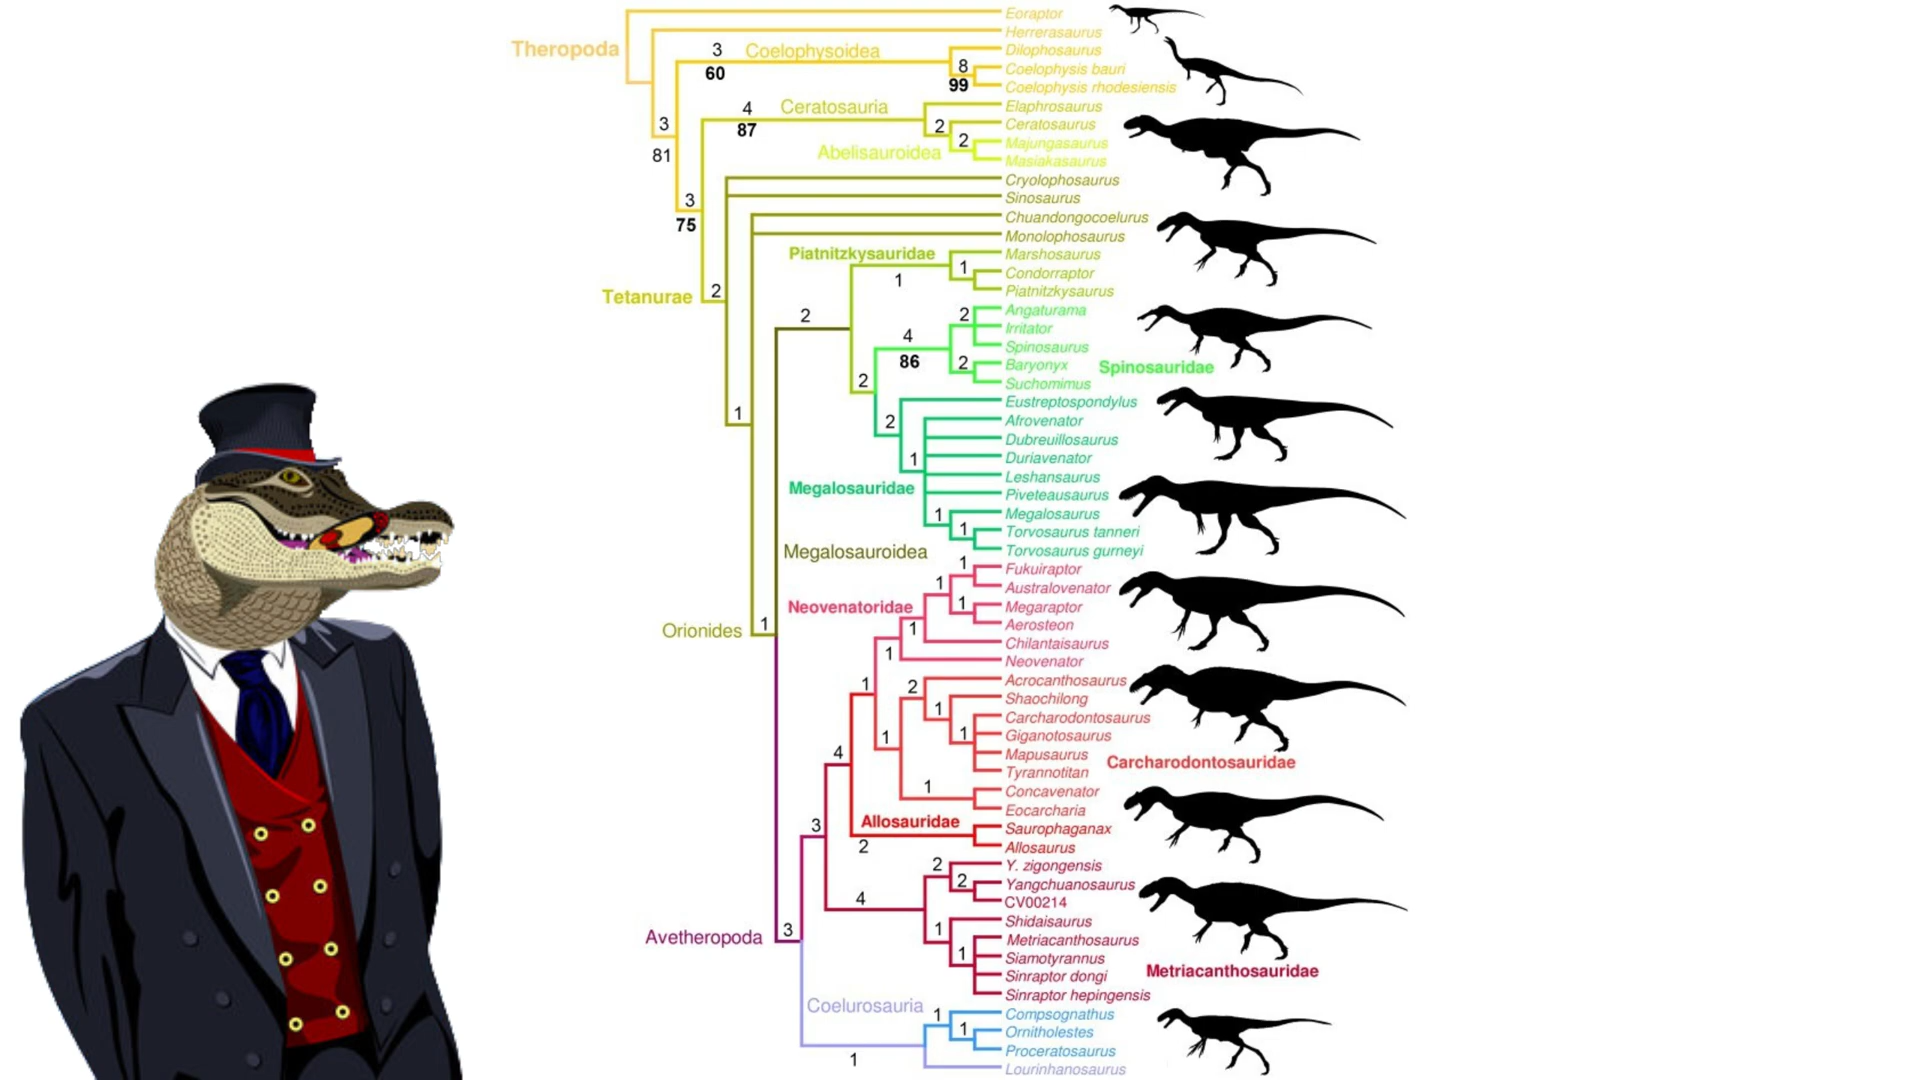 Eoraptor
Herrerasaurus
Theropoda
3
Coelophysoidea
Dilophosaurus
60
8
Coelophysis bauri
99
Coelophysis rhodesiensis
4
Ceratosauria
Elaphrosaurus
3
87
2
Ceratosaurus
81
Abelisauroidea
2
Majungasaurus
Masiakasaurus
Cryolophosaurus
3
Sinosaurus
75
Chuandongocoelurus
Monolophosaurus
Piatnitzkysauridae
Marshosaurus
1
1
Condorraptor
Tetanurae
2
Piatnitzkysaurus
2
2
Angaturama
4
Irritator
86
Spinosaurus
2
Baryonyx
Spinosauridae
2
Suchomimus
Eustreptospondylus
1
2
Afrovenator
Dubreuillosaurus
1
Duriavenator
Leshansaurus
Megalosauridae
Piveteausaurus
1
Megalosaurus
1
Torvosaurus tanneri
Megalosauroidea
Torvosaurus gurneyi
1
Fukuiraptor
1
Australovenator
Neovenatoridae
1
Megaraptor
Orionides
1
1
Aerosteon
Chilantaisaurus
1
Neovenator
1
2
Acrocanthosaurus
Shaochilong
1
Carcharodontosaurus
1
1
Giganotosaurus
4
Mapusaurus
Carcharodontosauridae
Tyrannotitan
1
Concavenator
Eocarcharia
3
Allosauridae
Saurophaganax
2
Allosaurus
2
Y. zigongensis
2
Yangchuanosaurus
4
CV00214
Shidaisaurus
Avetheropoda
3
1
Metriacanthosaurus
1
Siamotyrannus
Metriacanthosauridae
Sinraptor dongi
Sinraptor hepingensis
Coelurosauria
1
Compsognathus
1
Ornitholestes
1
Proceratosaurus
Lourinhanosaurus